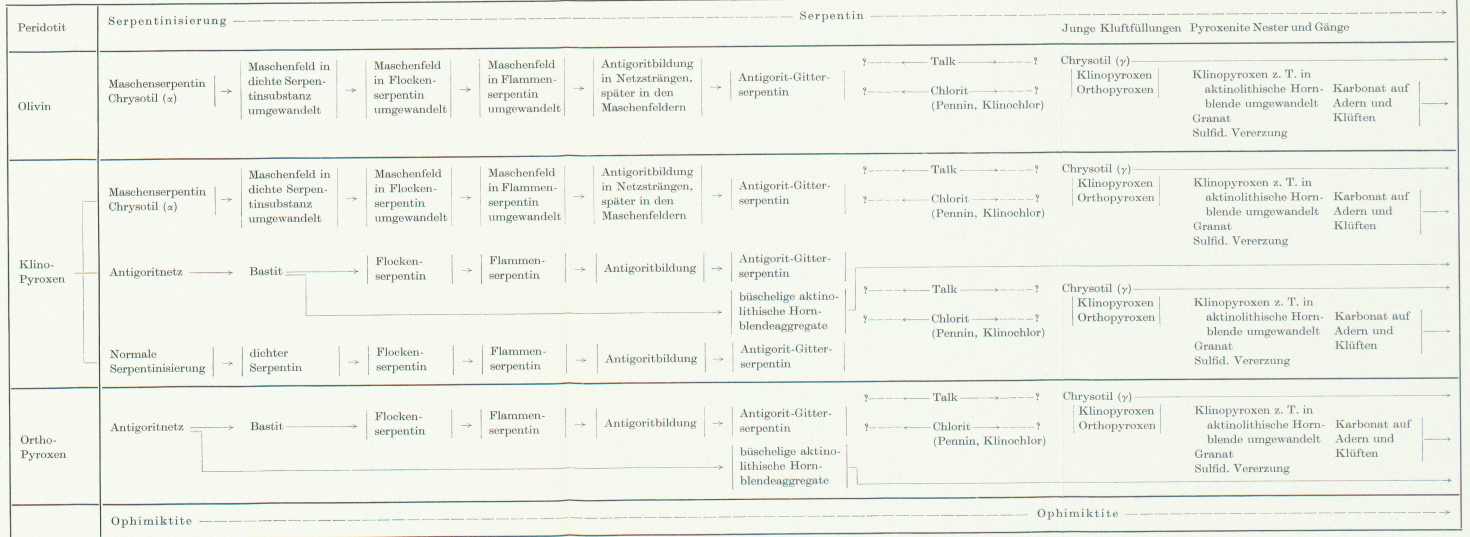 Peridotit
Serpentinisierung
Serpentin
Junge Kluftfüllungen Pyroxenite Nester und Gänge
Olivin
Maschenserpentin
Chrysotil (α)
Maschenfeld in
dichte Serpen-
tinsubstanz
umgewandelt
Maschenfeld
in Flocken-
serpentin
umgewandelt
Maschenfeld
in Flammen-
serpentin
umgewandelt
Antigoritbildung
in Netzsträngen,
später in den
Maschenfeldern
Antigorit-Gitter-
serpentin
? Talk ?
? Chlorit ?
(Pennin, Klinochlor)
Chrysotil (γ)
Klinopyroxen
Orthopyroxen
Klinopyroxen z. T. in
aktinolithische Horn-
blende umgewandelt
Granat
Sulfid. Vererzung
Karbonat auf
Adern und
Klüften
Klino-
Pyroxen
Maschenserpentin
Chrysotil (α)
Maschenfeld in
dichte Serpen-
tinsubstanz
umgewandelt
Maschenfeld
in Flocken-
serpentin
umgewandelt
Maschenfeld
in Flammen-
serpentin
umgewandelt
Antigoritbildung
in Netzsträngen,
später in den
Maschenfeldern
Antigorit-Gitter-
serpentin
? Talk ?
? Chlorit ?
(Pennin, Klinochlor)
Chrysotil (γ)
Klinopyroxen
Orthopyroxen
Klinopyroxen z. T. in
aktinolithische Horn-
blende umgewandelt
Granat
Sulfid. Vererzung
Karbonat auf
Adern und
Klüften
Antigoritnetz
Bastit
Flocken-
serpentin
Flammen-
serpentin
Antigoritbildung
Antigorit-Gitter-
serpentin
büschelige aktino-
lithische Horn-
blendeaggregate
? Talk ?
? Chlorit ?
(Pennin, Klinochlor)
Chrysotil (γ)
Klinopyroxen
Orthopyroxen
Klinopyroxen z. T. in
aktinolithische Horn-
blende umgewandelt
Granat
Sulfid. Vererzung
Karbonat auf
Adern und
Klüften
Normale
Serpentinisierung
dichter
Serpentin
Flocken-
serpentin
Flammen-
serpentin
Antigoritbildung
Antigorit-Gitter-
serpentin
Ortho-
Pyroxen
Antigoritnetz
Bastit
Flocken-
serpentin
Flammen-
serpentin
Antigoritbildung
Antigorit-Gitter-
serpentin
büschelige aktino-
lithische Horn-
blendeaggregate
? Talk ?
? Chlorit ?
(Pennin, Klinochlor)
Chrysotil (γ)
Klinopyroxen
Orthopyroxen
Klinopyroxen z. T. in
aktinolithische Horn-
blende umgewandelt
Granat
Sulfid. Vererzung
Karbonat auf
Adern und
Klüften
Ophimiktite
Ophimiktite